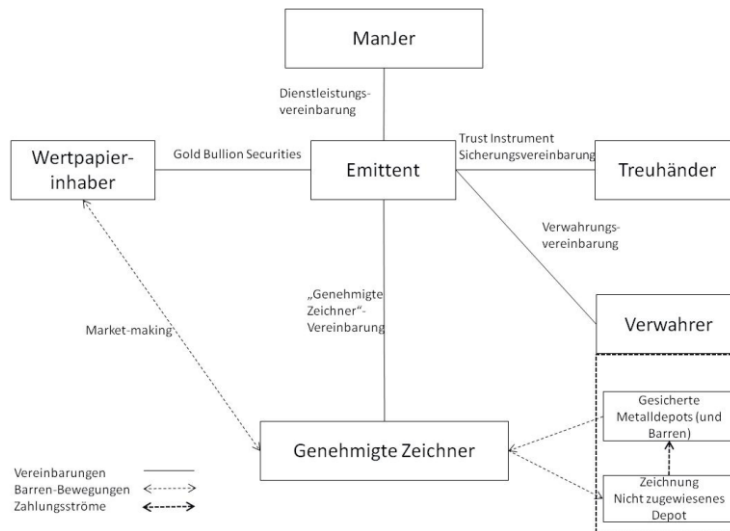 ManJer
Dienstleistungs-
vereinbarung
Wertpapier-
inhaber
Gold Bullion Securities
Emittent
Trust Instrument
Sicherungsvereinbarung
Treuhänder
Verwahrungs-
vereinbarung
„Genehmigte
Zeichner“-
Vereinbarung
Market-making
Verwahrer
Gesicherte
Metalldepots (und
Barren)
Genehmigte Zeichner
Zeichnung
Nicht zugewiesenes
Depot
Vereinbarungen
Barren-Bewegungen
Zahlungsströme